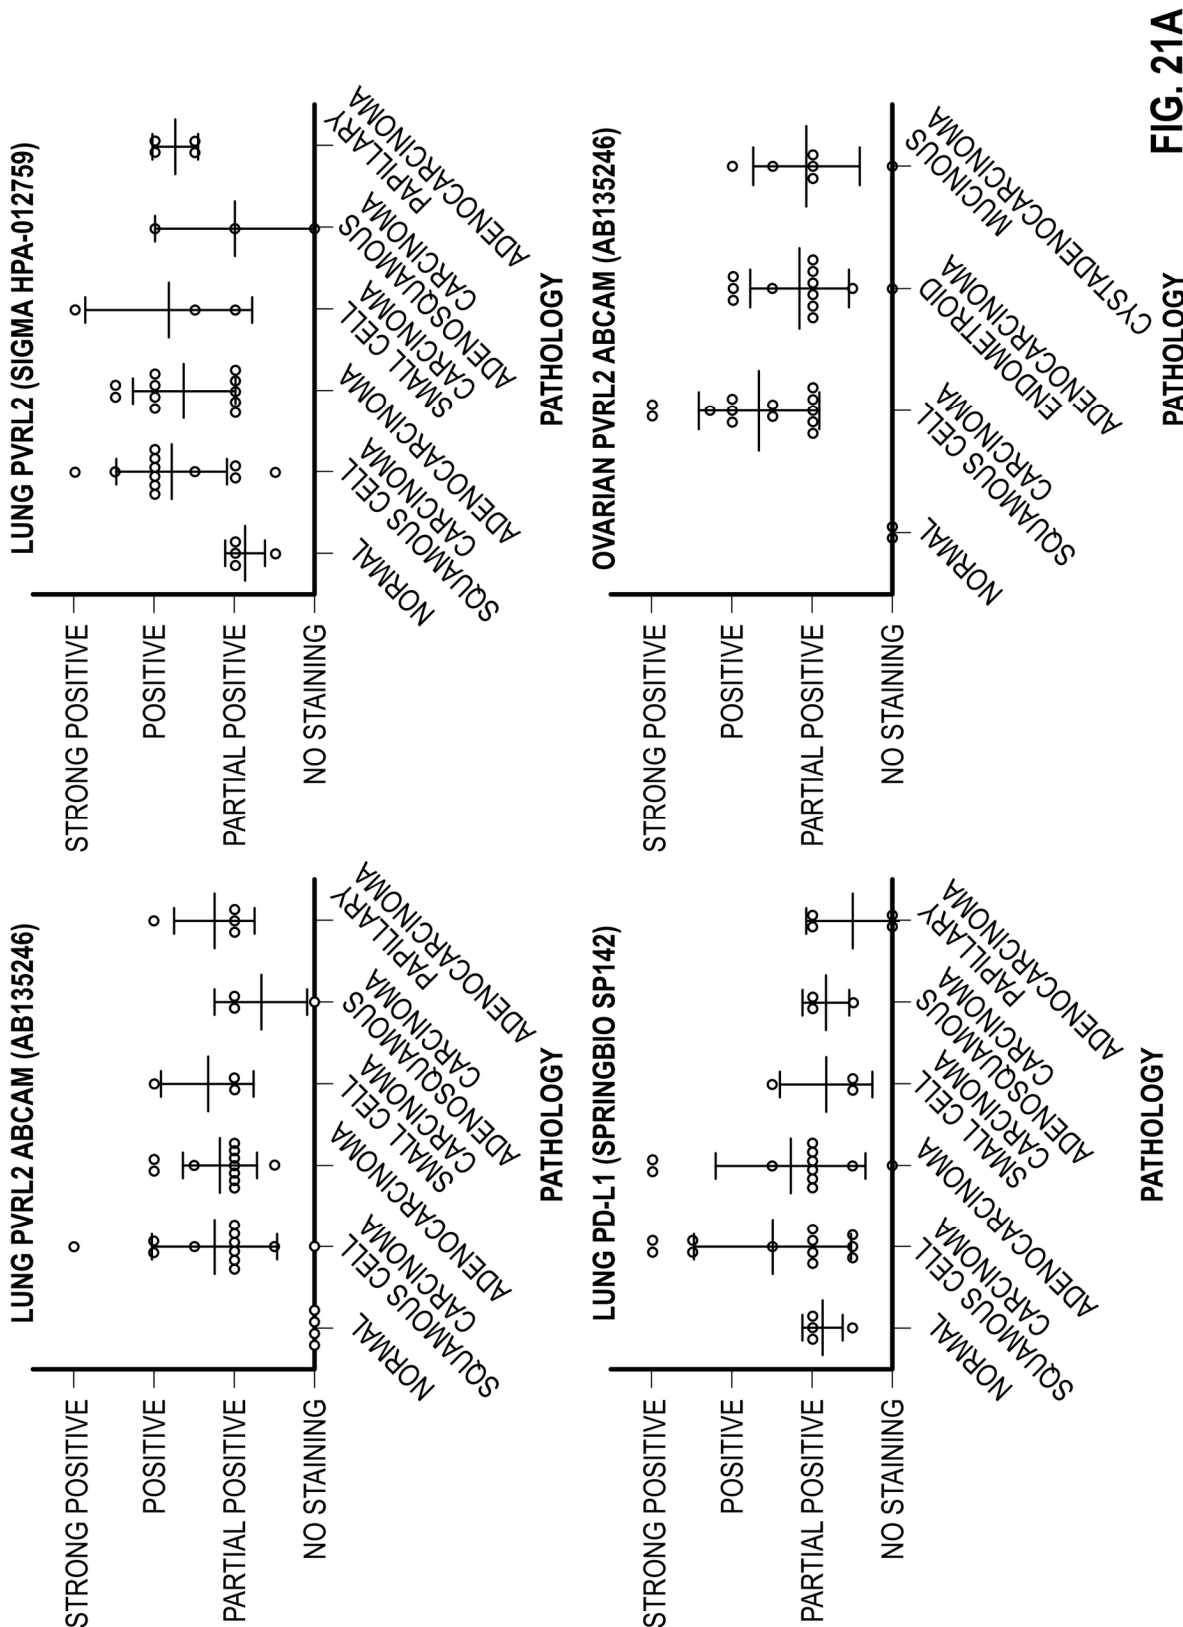 LUNG PVRL2 ABCAM (AB135246)
STRONG POSITIVE
POSITIVE
PARTIAL POSITIVE
NO STAINING
NORMAL
SQUAMOUS CELL
CARCINOMA
ADENOCARCINOMA
SMALL CELL
CARCINOMA
ADENOSQUAMOUS
CARCINOMA
PAPILLARY
ADENOCARCINOMA
PATHOLOGY
LUNG PVRL2 (SIGMA HPA-012759)
STRONG POSITIVE
POSITIVE
PARTIAL POSITIVE
NO STAINING
NORMAL
SQUAMOUS CELL
CARCINOMA
ADENOCARCINOMA
SMALL CELL
CARCINOMA
ADENOSQUAMOUS
CARCINOMA
PAPILLARY
ADENOCARCINOMA
PATHOLOGY
LUNG PD-L1 (SPRINGBIO SP142)
STRONG POSITIVE
POSITIVE
PARTIAL POSITIVE
NO STAINING
NORMAL
SQUAMOUS CELL
CARCINOMA
ADENOCARCINOMA
SMALL CELL
CARCINOMA
ADENOSQUAMOUS
CARCINOMA
PAPILLARY
ADENOCARCINOMA
PATHOLOGY
OVARIAN PVRL2 ABCAM (AB135246)
STRONG POSITIVE
POSITIVE
PARTIAL POSITIVE
NO STAINING
NORMAL
SQUAMOUS CELL
CARCINOMA
ENDOMETROID
ADENOCARCINOMA
MUCINOUS
CYSTADENOCARCINOMA
PATHOLOGY
FIG. 21A